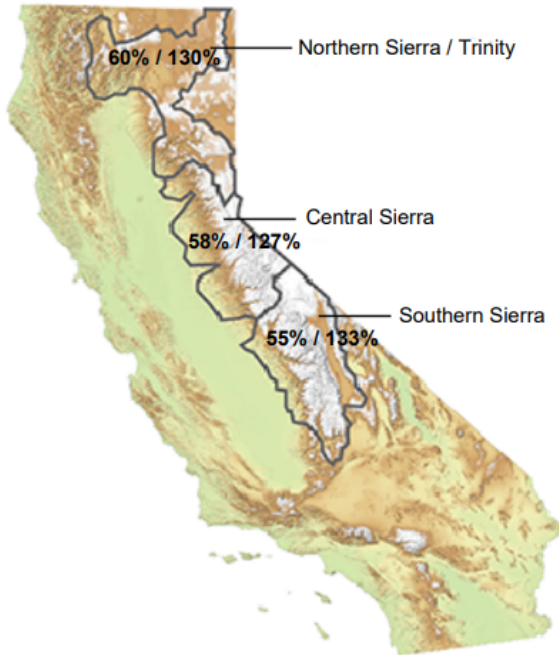 Northern Sierra / Trinity
60% / 130%
Central Sierra
58% / 127%
Southern Sierra
55% / 133%